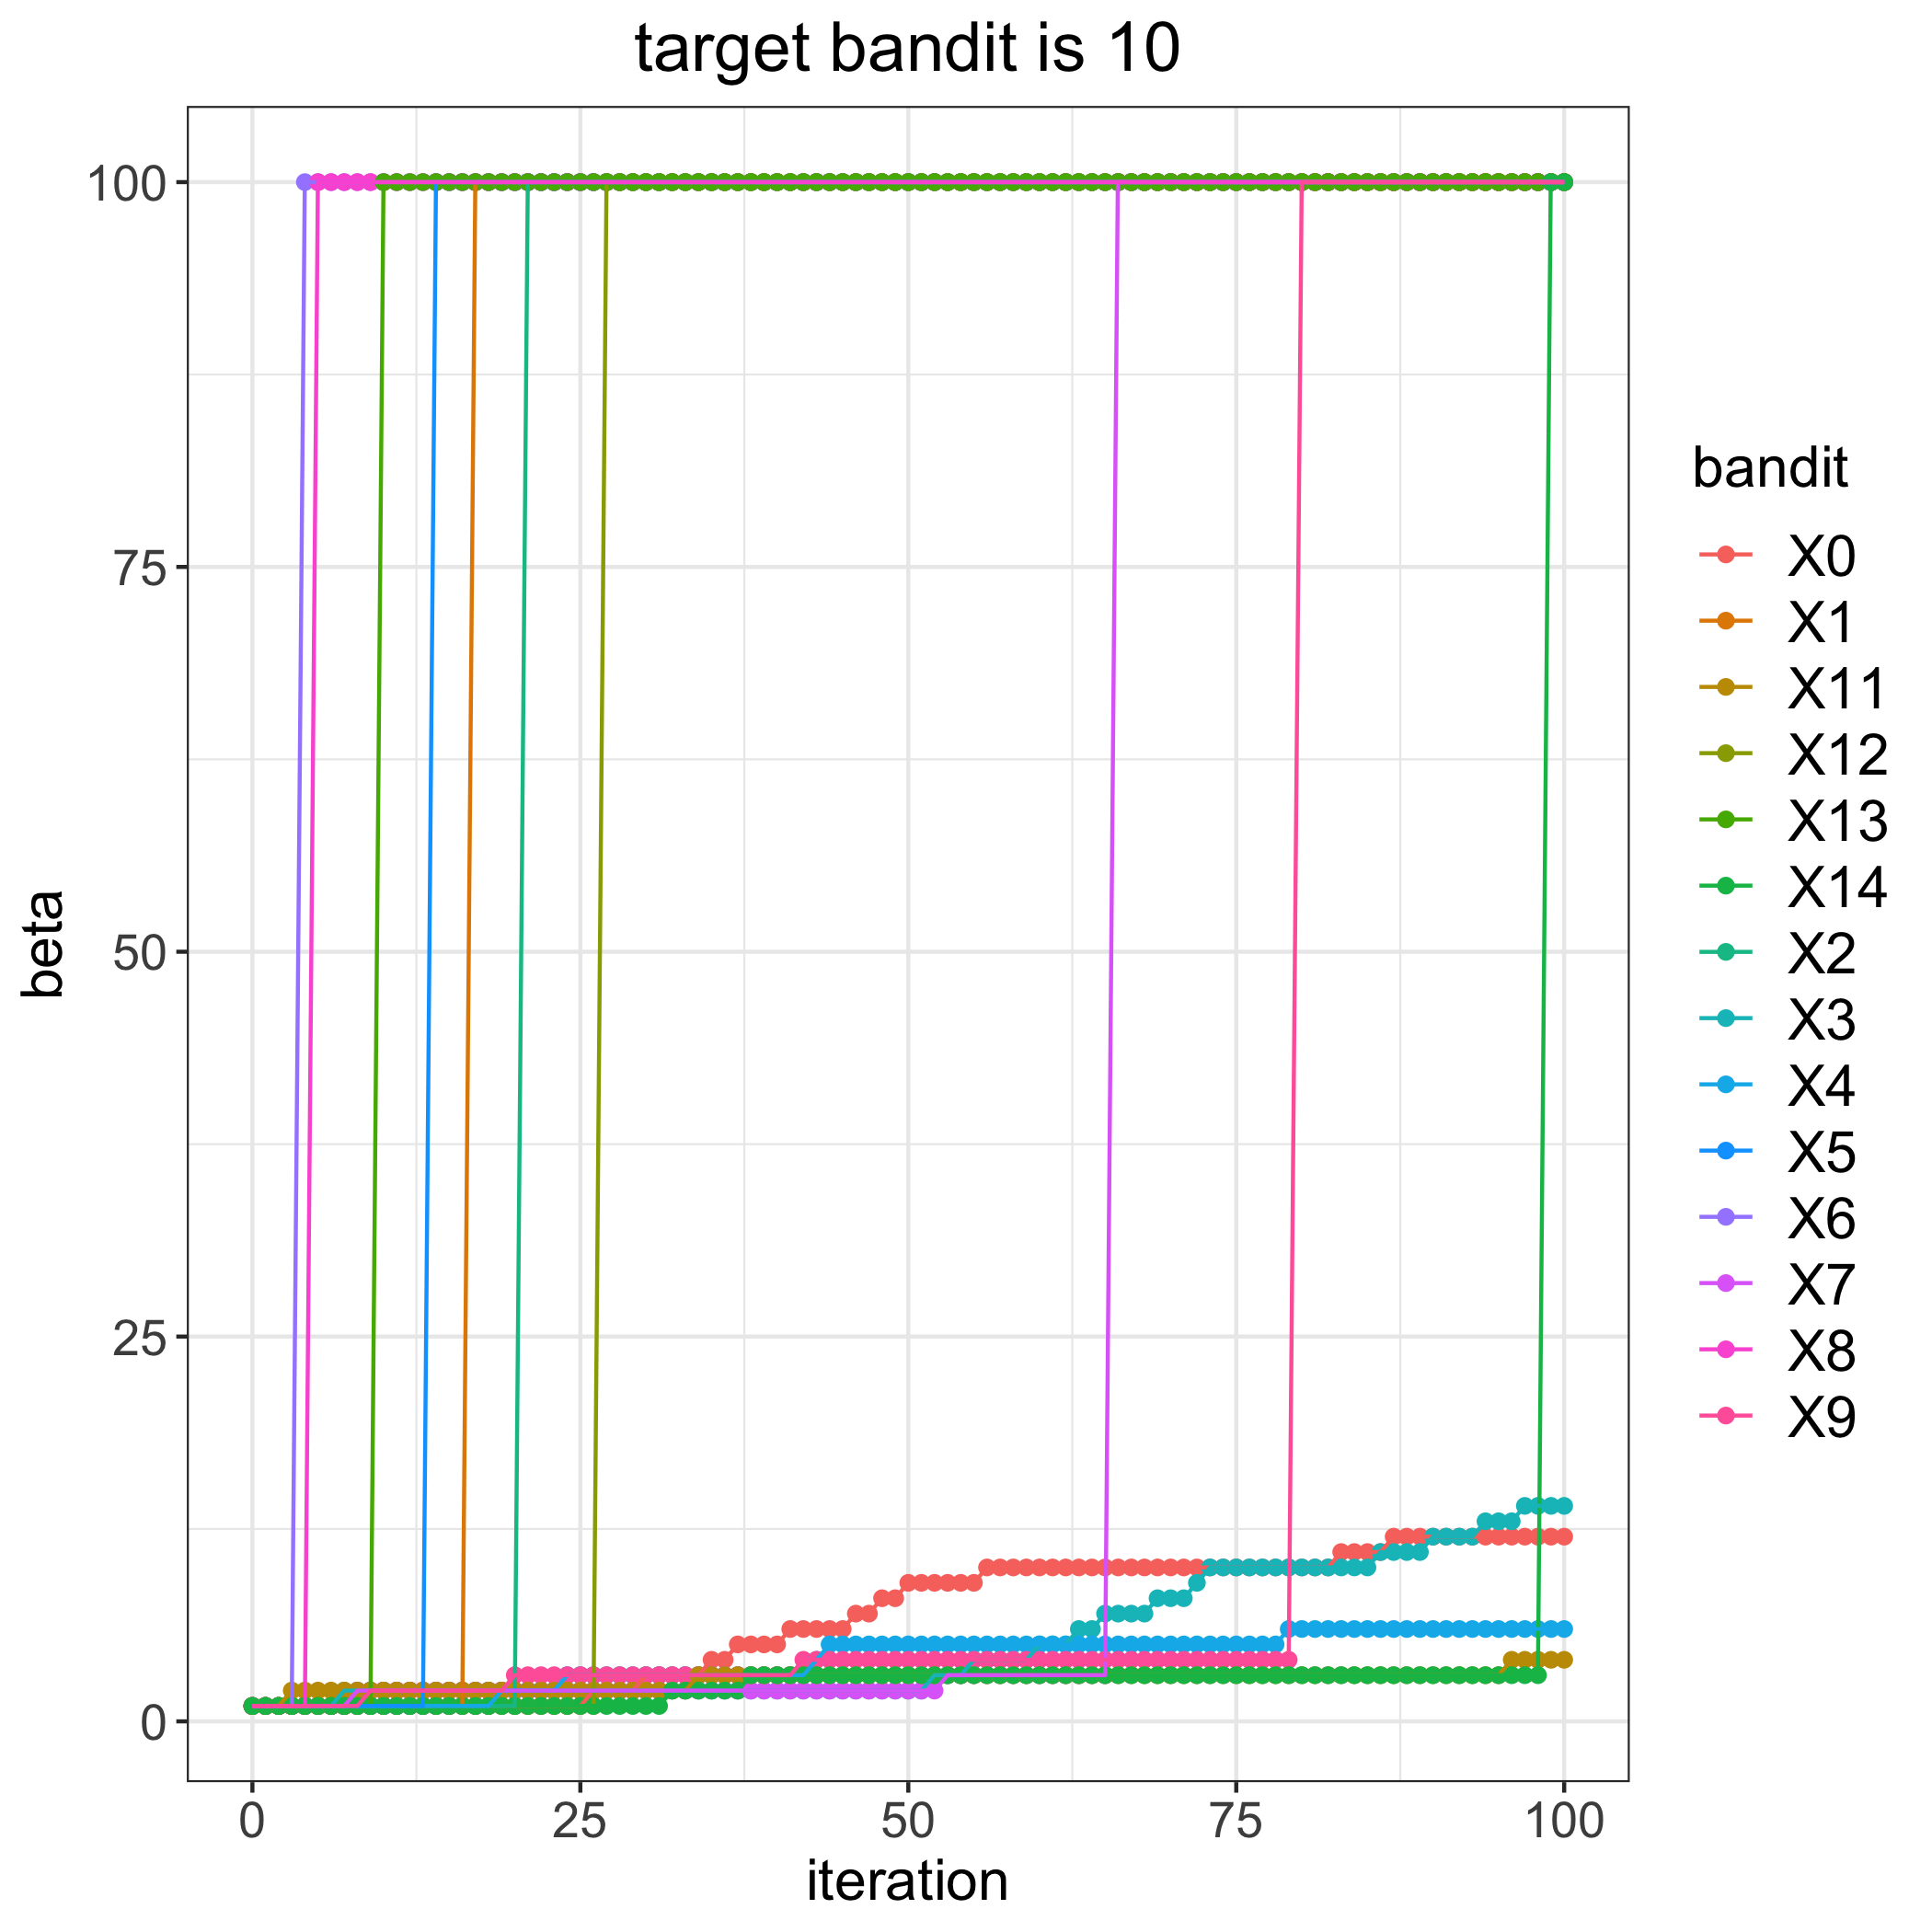 target bandit is 10
100
75
50
25
0
beta
0 25 50 75 100
iteration
bandit
X0
X1
X11
X12
X13
X14
X2
X3
X4
X5
X6
X7
X8
X9